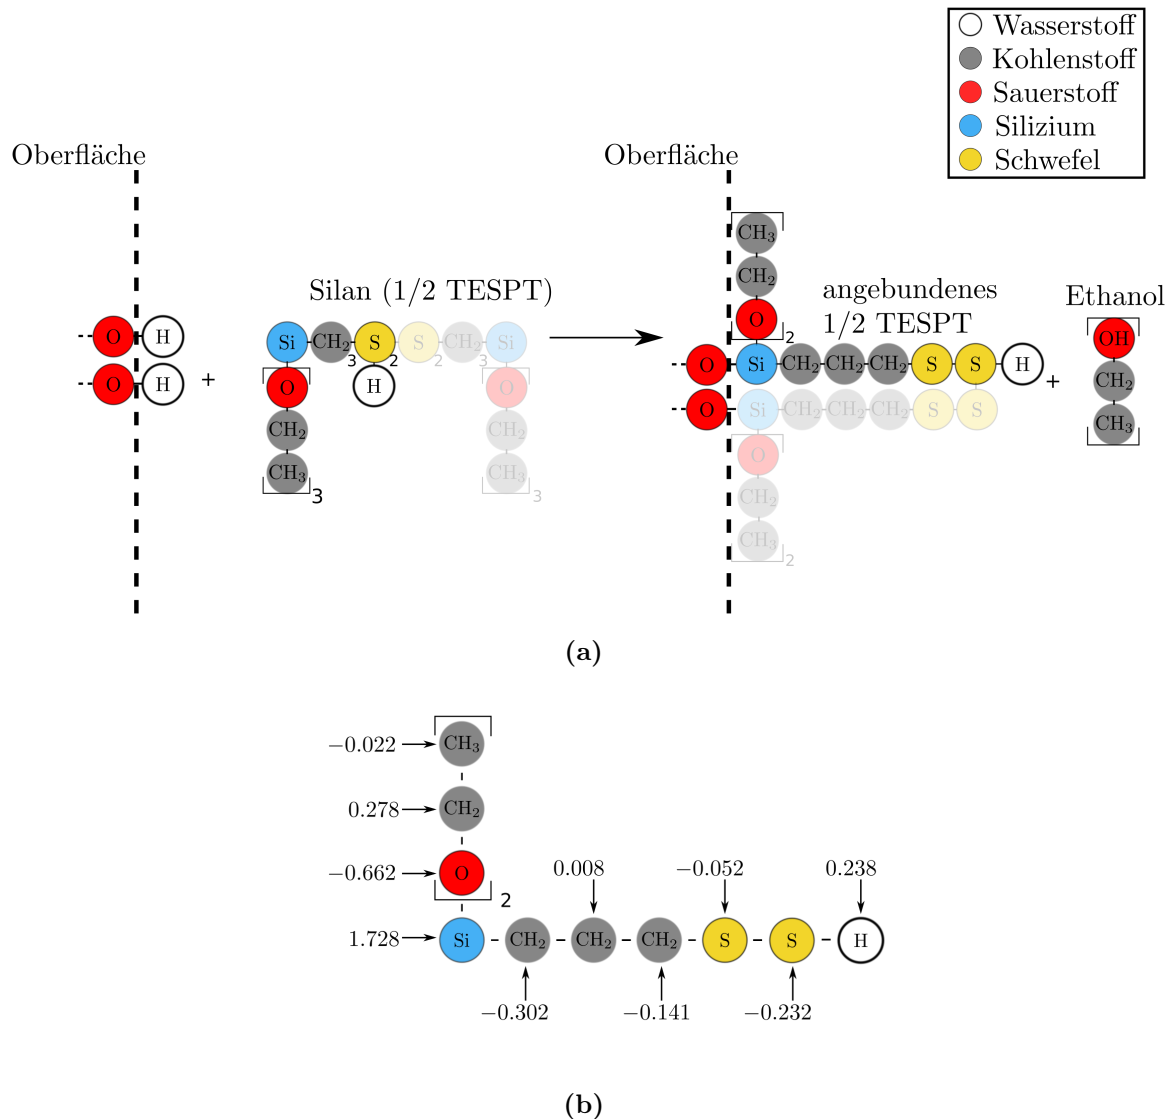 Wasserstoff
Kohlenstoff
Sauerstoff
Silizium
Schwefel
Oberfläche
Oberfläche
CH3
CH2
O
2
Silan (1/2 TESPT)
angebundenes
1/2 TESPT
Ethanol
O H
Si CH2 3 S 2 S 2 CH2 3 Si
OH
O H
+
O H O
Si CH2 CH2 CH2 S S H
O
+
CH2 CH2
CH2
O Si CH2 CH2 CH2 S S
CH3 3 CH3 3
CH3
O
CH2
CH3 2
(a)
−0.022 CH3
0.278 CH2
−0.662 O 2
0.008 −0.052 0.238
1.728 Si CH2 CH2 CH2 S S H
−0.302 −0.141 −0.232
(b)